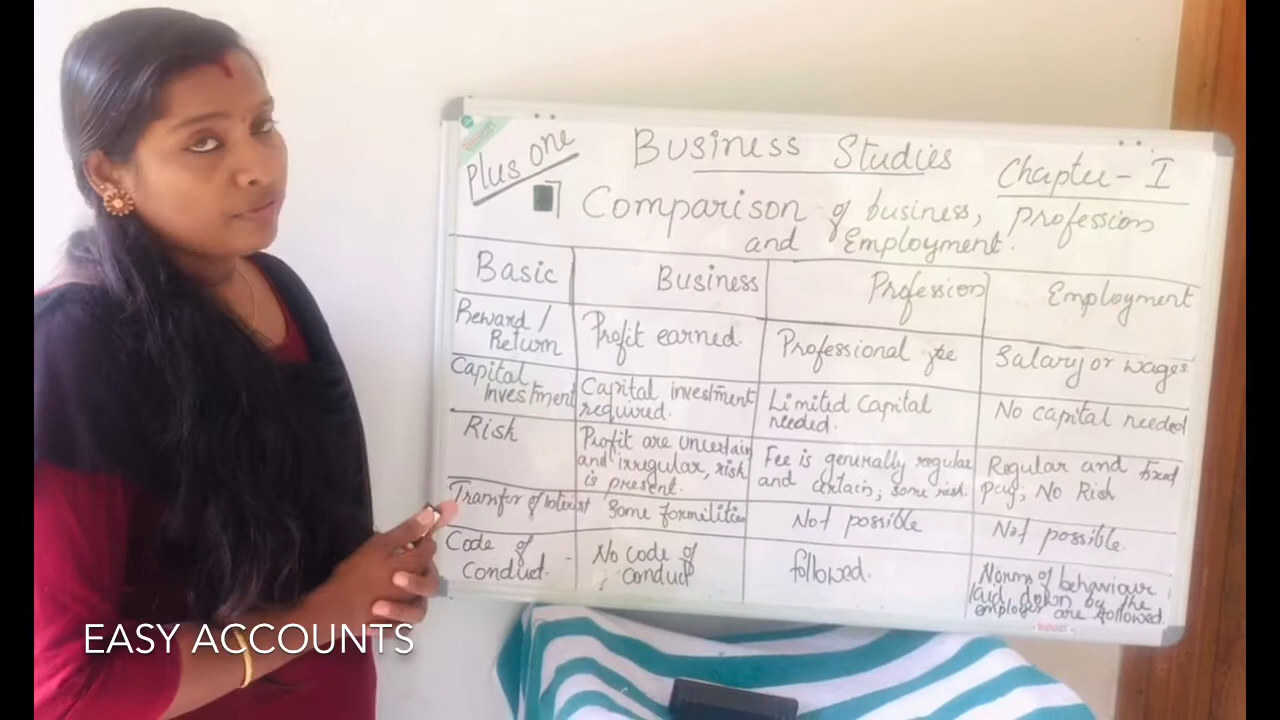 Plus one
Business Studies
Chapter - I
Comparison of business, profession
and Employment.
Basic
Business
Profession
Employment
Reward /
Return
Profit earned.
Professional fee
Salary or wages
Capital
Investment
Capital investment
required.
Limited Capital
needed.
No capital needed
Risk
Profit are uncertain
and irregular, risk
is present.
Fee is generally regular
and certain, some risk.
Regular and fixed
pay, No Risk
Transfer of Interest
Some formilities
Not possible
Not possible.
Code of
Conduct.
No code of
conduct
followed.
Norms of behaviour
laid down by the
employer are followed.
EASY ACCOUNTS